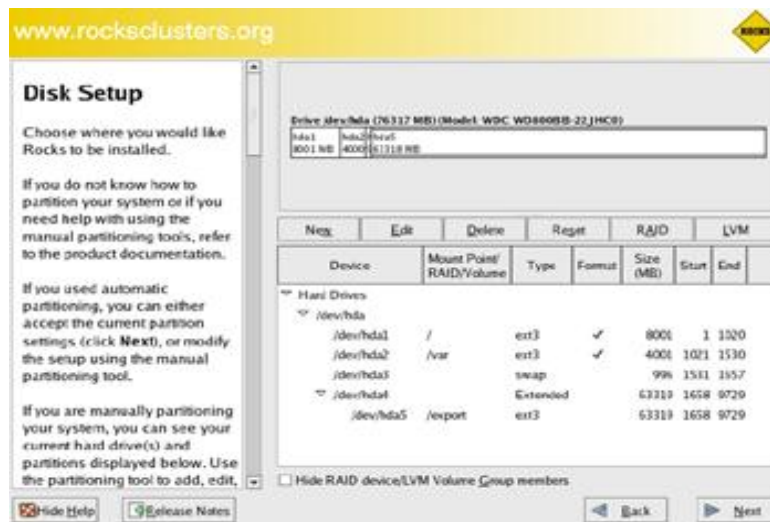 www.rocksclusters.org
ROCKS
Disk Setup
Choose where you would like
Rocks to be installed.
If you do not know how to
partition your system or if you
need help with using the
manual partitioning tools, refer
to the product documentation.
If you used automatic
partitioning, you can either
accept the current partition
settings (click Next), or modify
the setup using the manual
partitioning tool.
If you are manually partitioning
your system, you can see your
current hard drive(s) and
partitions displayed below. Use
the partitioning tool to add, edit,
Drive /dev/hda (76317 MB) (Model: WDC WD800BB-22JHC0)
hda1 hda2 hda5
8001 MB 4000 63318 MB
New Edit Delete Reset RAID LVM
Device Mount Point/ RAID/Volume Type Format Size (MB) Start End
Hard Drives
/dev/hda
/dev/hda1 / ext3 ✓ 8001 1 1020
/dev/hda2 /var ext3 ✓ 4001 1021 1530
/dev/hda3 swap 996 1531
/dev/hda4 Extended 63319 1658 9729
/dev/hda5 /export ext3 63319 1658 9729
Hide RAID device/LVM Volume Group members
Hide Help Release Notes Back Next